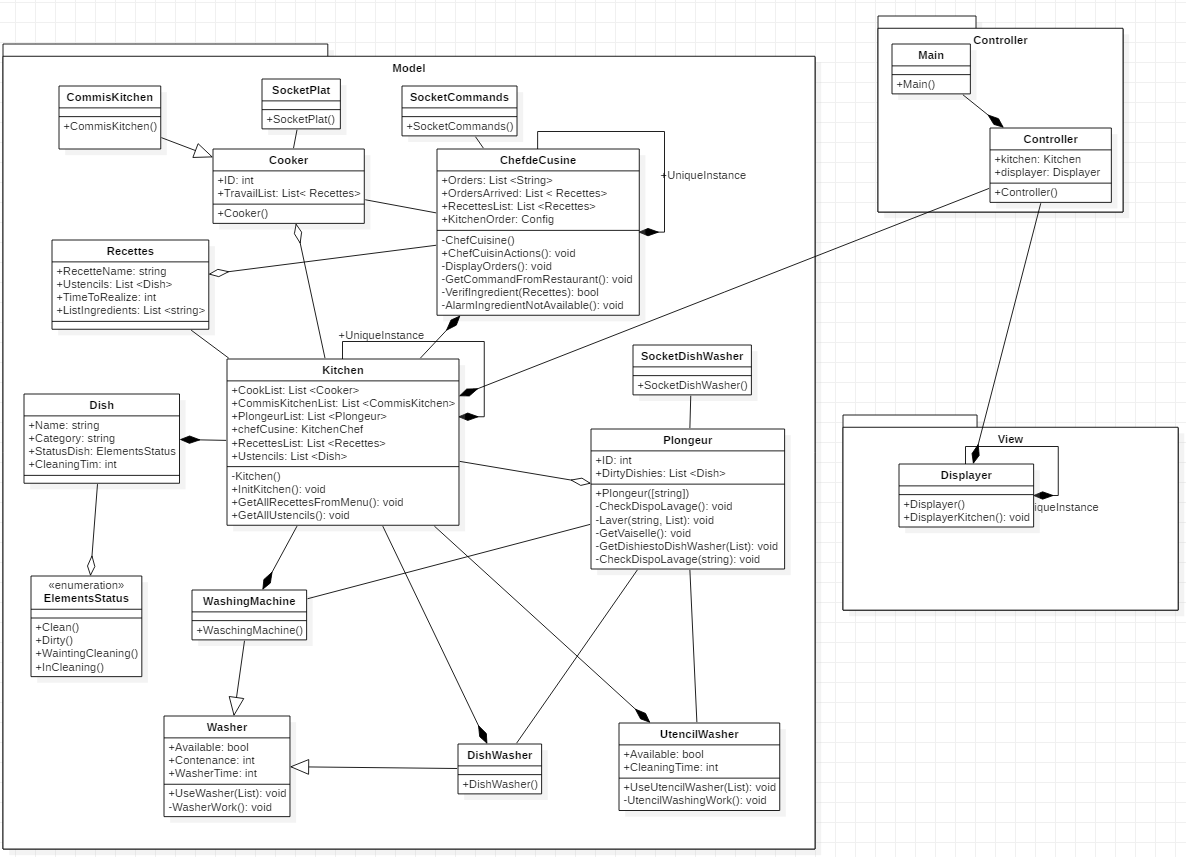 Model
CommisKitchen
+CommisKitchen()
SocketPlat
+SocketPlat()
SocketCommands
+SocketCommands()
Cooker
+ID: int
+TravailList: List< Recettes>
+Cooker()
ChefdeCusine
+Orders: List <String>
+OrdersArrived: List < Recettes>
+RecettesList: List <Recettes>
+KitchenOrder: Config
-ChefCuisine()
+ChefCuisinActions(): void
-DisplayOrders(): void
-GetCommandFromRestaurant(): void
-VerifIngredient(Recettes): bool
-AlarmIngredientNotAvailable(): void
+UniqueInstance
Recettes
+RecetteName: string
+Ustencils: List <Dish>
+TimeToRealize: int
+ListIngredients: List <string>
+UniqueInstance
Kitchen
+CookList: List <Cooker>
+CommisKitchenList: List <CommisKitchen>
+PlongeurList: List <Plongeur>
+chefCusine: KitchenChef
+RecettesList: List <Recettes>
+Ustencils: List <Dish>
-Kitchen()
+InitKitchen(): void
+GetAllRecettesFromMenu(): void
+GetAllUstencils(): void
SocketDishWasher
+SocketDishWasher()
Dish
+Name: string
+Category: string
+StatusDish: ElementsStatus
+CleaningTim: int
Plongeur
+ID: int
+DirtyDishies: List <Dish>
+Plongeur([string])
-CheckDispoLavage(): void
-Laver(string, List): void
-GetVaiselle(): void
-GetDishiestoDishWasher(List): void
-CheckDispoLavage(string): void
«enumeration»
ElementsStatus
+Clean()
+Dirty()
+WaintingCleaning()
+InCleaning()
WashingMachine
+WaschingMachine()
Washer
+Available: bool
+Contenance: int
+WasherTime: int
+UseWasher(List): void
-WasherWork(): void
DishWasher
+DishWasher()
UtencilWasher
+Available: bool
+CleaningTime: int
+UseUtencilWasher(List): void
-UtencilWashingWork(): void
Controller
Main
+Main()
Controller
+kitchen: Kitchen
+displayer: Displayer
+Controller()
View
Displayer
+Displayer()
+DisplayerKitchen(): void
iqueInstance